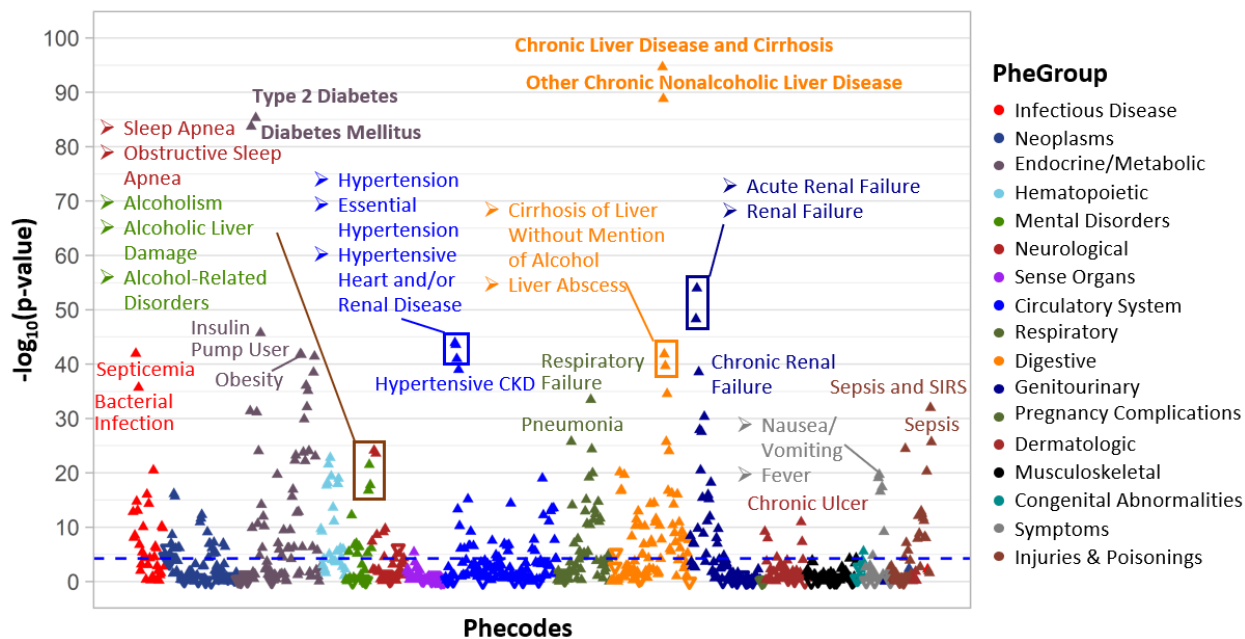 100
90
80
70
60
50
40
30
20
10
0
-log10(p-value)
Phecodes
Chronic Liver Disease and Cirrhosis
Other Chronic Nonalcoholic Liver Disease
Type 2 Diabetes
Diabetes Mellitus
Sleep Apnea
Obstructive Sleep
Apnea
Alcoholism
Alcoholic Liver
Damage
Alcohol-Related
Disorders
Hypertension
Essential
Hypertension
Hypertensive
Heart and/or
Renal Disease
Cirrhosis of Liver
Without Mention
of Alcohol
Liver Abscess
Acute Renal Failure
Renal Failure
Insulin
Pump User
Obesity
Septicemia
Bacterial
Infection
Hypertensive CKD
Respiratory
Failure
Pneumonia
Chronic Renal
Failure
Nausea/
Vomiting
Fever
Chronic Ulcer
Sepsis and SIRS
Sepsis
PheGroup
Infectious Disease
Neoplasms
Endocrine/Metabolic
Hematopoietic
Mental Disorders
Neurological
Sense Organs
Circulatory System
Respiratory
Digestive
Genitourinary
Pregnancy Complications
Dermatologic
Musculoskeletal
Congenital Abnormalities
Symptoms
Injuries & Poisonings